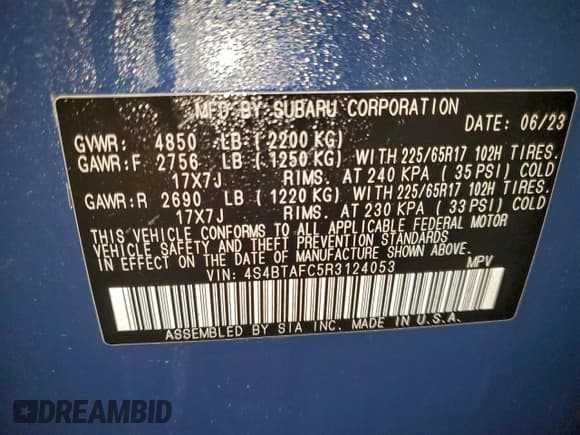 MFD BY SUBARU CORPORATION
DATE: 06/23
GVWR: 4850 LB (2200 KG)
GAWR:F 2756 LB (1250 KG) WITH 225/65R17 102H TIRES.
17X7J RIMS. AT 240 KPA (35 PSI) COLD
GAWR:R 2690 LB (1220 KG) WITH 225/65R17 102H TIRES.
17X7J RIMS. AT 230 KPA (33 PSI) COLD
THIS VEHICLE CONFORMS TO ALL APPLICABLE FEDERAL MOTOR
VEHICLE SAFETY AND THEFT PREVENTION STANDARDS
IN EFFECT ON THE DATE OF MANUFACTURE SHOWN ABOVE.
VIN: 4S4BTAFC5R3124053 MPV
ASSEMBLED BY SIA INC. MADE IN U.S.A.
DREAMBID